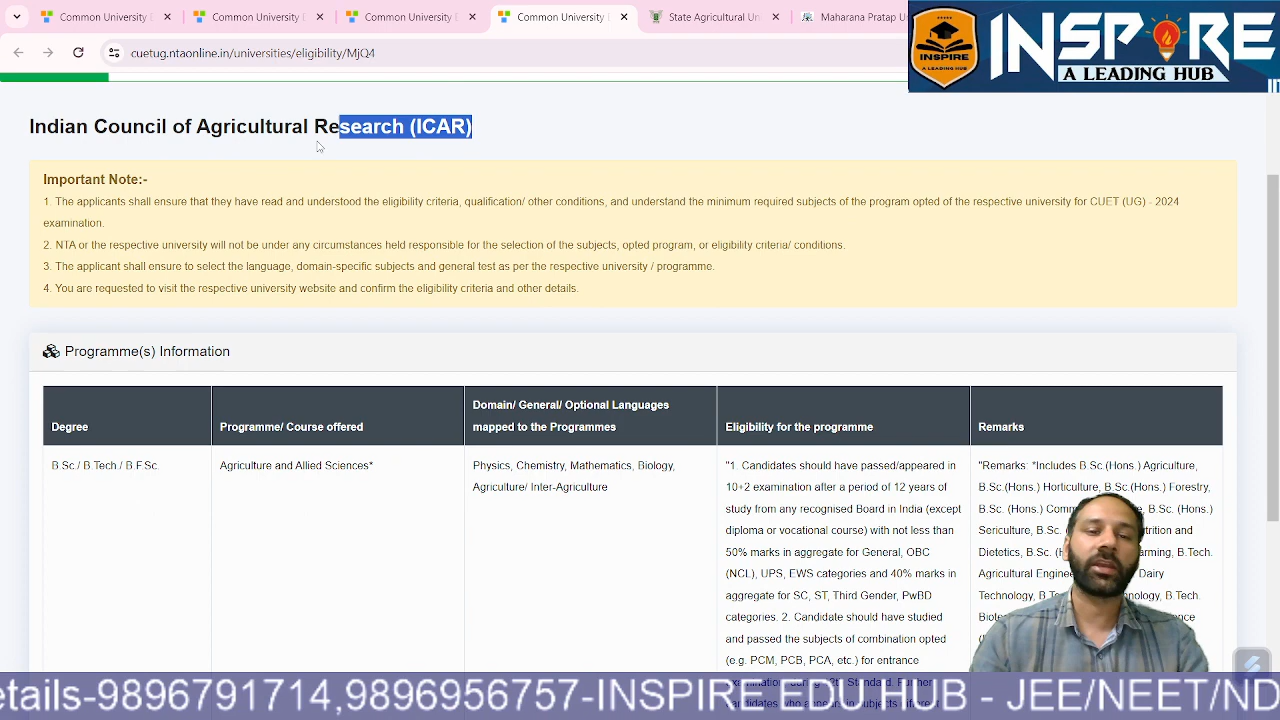 Common University
Common University
Common University
Common University
State Agricultural
Maharana Pratap
cuetug.ntaonline. /eligibility/MQ4
INSPIRE
INSPIRE
A LEADING HUB
Indian Council of Agricultural Research (ICAR)
Important Note:-
1. The applicants shall ensure that they have read and understood the eligibility criteria, qualification/ other conditions, and understand the minimum required subjects of the program opted of the respective university for CUET (UG) - 2024
examination.
2. NTA or the respective university will not be under any circumstances held responsible for the selection of the subjects, opted program, or eligibility criteria/ conditions.
3. The applicant shall ensure to select the language, domain-specific subjects and general test as per the respective university / programme.
4. You are requested to visit the respective university website and confirm the eligibility criteria and other details.
Programme(s) Information
Degree
Programme/ Course offered
Domain/ General/ Optional Languages
mapped to the Programmes
Eligibility for the programme
Remarks
B.Sc./ B.Tech / B.F.Sc.
Agriculture and Allied Sciences*
Physics, Chemistry, Mathematics, Biology,
Agriculture/ Inter-Agriculture
"1. Candidates should have passed/appeared in
10+2 examination after a period of 12 years of
study from any recognised Board in India (except
diploma or vocational course) with not less than
50% marks in aggregate for General, OBC
(NCL), UPS, EWS categories and 40% marks in
aggregate for SC, ST, Third Gender, PwBD
categories. 2. Candidate should have studied
and passed the subjects of combination opted
(e.g. PCM, PCB, PCA, etc.) for entrance
"Remarks: *Includes B.Sc.(Hons.) Agriculture,
B.Sc.(Hons.) Horticulture, B.Sc.(Hons.) Forestry,
B.Sc. (Hons.) B.Sc. (Hons.)
Sericulture, B.Sc. and
Dietetics, B.Sc. B.Tech.
Agricultural Dairy
Technology, B.Tech.
etails-9896731714,9896956757-INSPIRE EDU HUB - JEE/NEET/ND